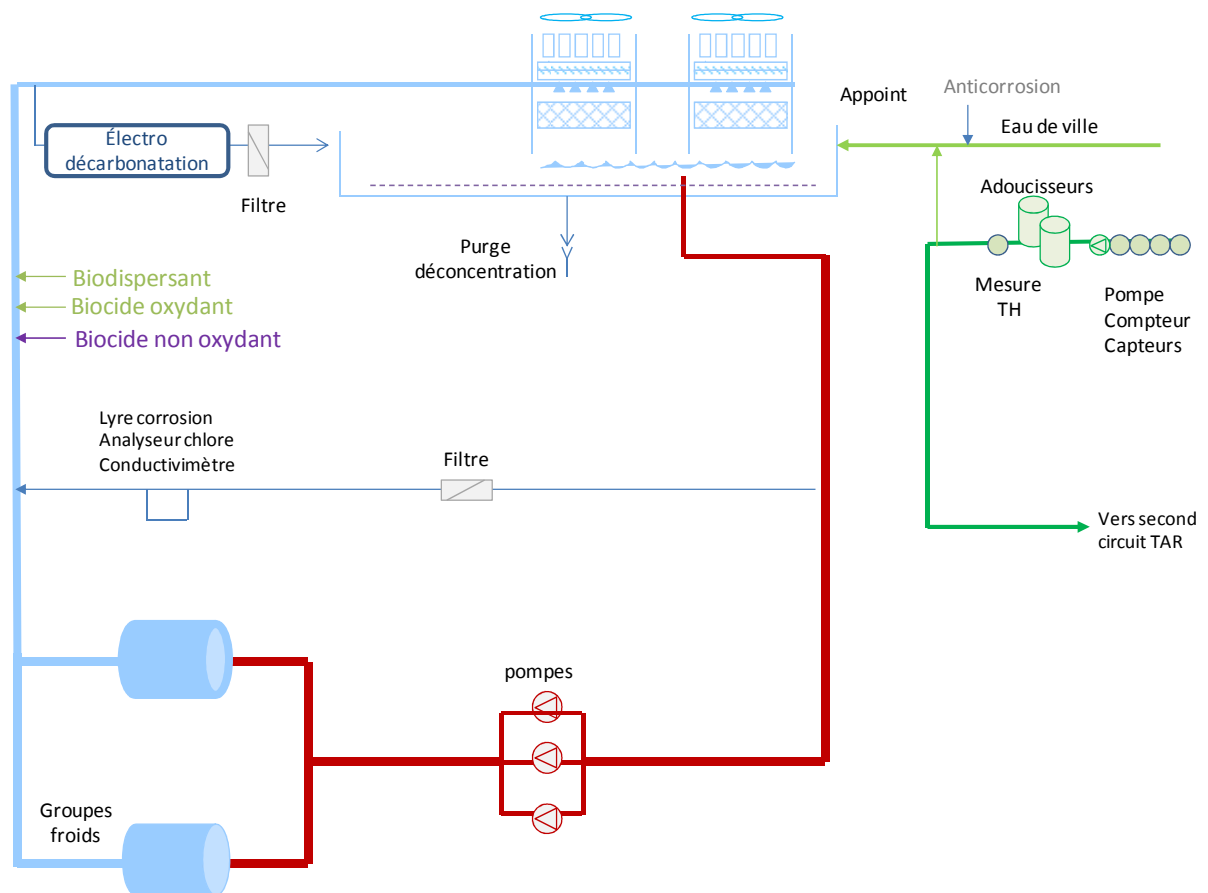 Appoint
Anticorrosion
Eau de ville
Électro
décarbonatation
Filtre
Purge
déconcentration
Adoucisseurs
Mesure
TH
Pompe
Compteur
Capteurs
Biodispersant
Biocide oxydant
Biocide non oxydant
Lyre corrosion
Analyseur chlore
Conductivimètre
Filtre
Vers second
circuit TAR
pompes
Groupes
froids